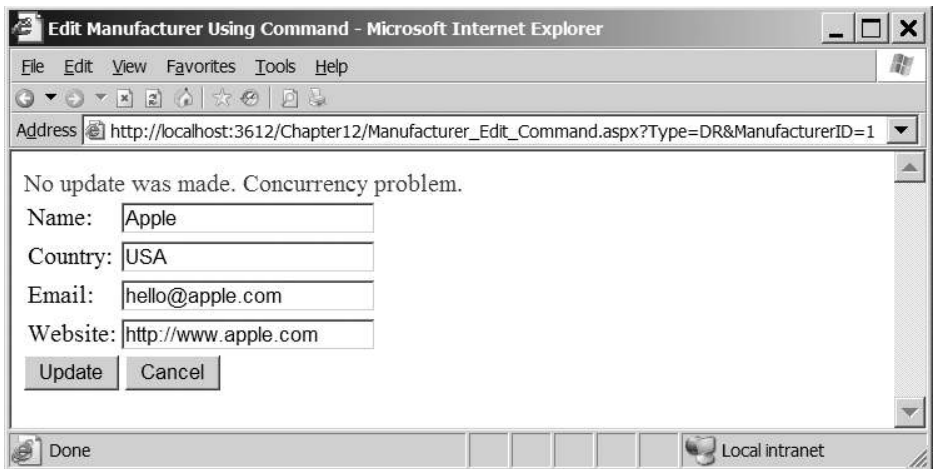 Edit Manufacturer Using Command - Microsoft Internet Explorer
File Edit View Favorites Tools Help
Address http://localhost:3612/Chapter12/Manufacturer_Edit_Command.aspx?Type=DR&ManufacturerID=1
No update was made. Concurrency problem.
Name: Apple
Country: USA
Email: hello@apple.com
Website: http://www.apple.com
Update Cancel
Done Local intranet